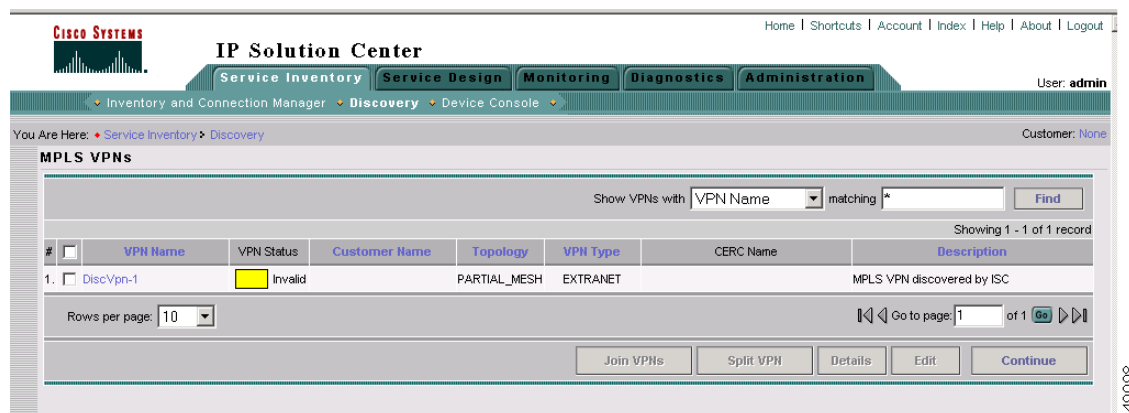 Home | Shortcuts | Account | Index | Help | About | Logout
CISCO SYSTEMS
IP Solution Center
Service Inventory Service Design Monitoring Diagnostics Administration
User: admin
Inventory and Connection Manager Discovery Device Console
You Are Here: Service Inventory Discovery Customer: None
MPLS VPNs
Show VPNs with VPN Name matching * Find
Showing 1 - 1 of 1 record
# VPN Name VPN Status Customer Name Topology VPN Type CERC Name Description
1. DiscVpn-1 Invalid PARTIAL_MESH EXTRANET MPLS VPN discovered by ISC
Rows per page: 10 Go to page: 1 of 1 Go
Join VPNs Split VPN Details Edit Continue